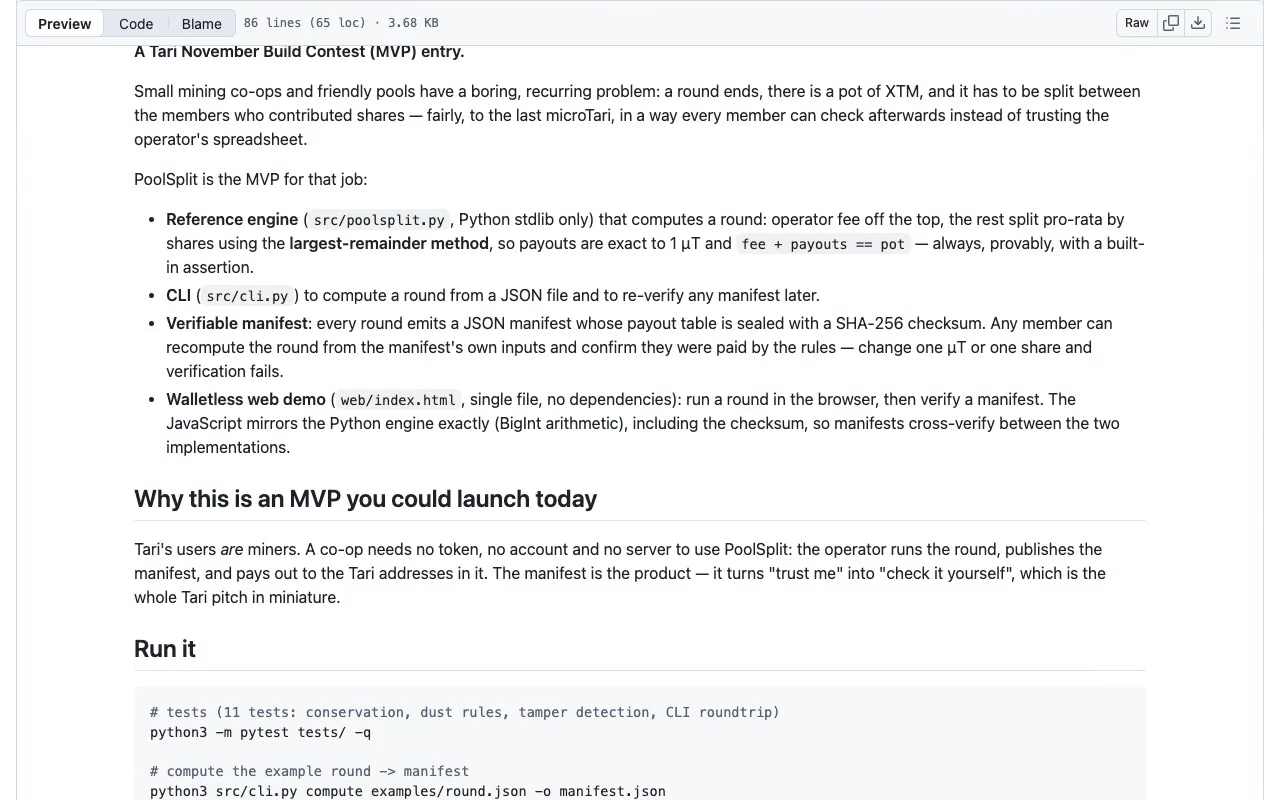 Preview Code Blame 86 lines (65 loc) · 3.68 KB Raw
A Tari November Build Contest (MVP) entry.
Small mining co-ops and friendly pools have a boring, recurring problem: a round ends, there is a pot of XTM, and it has to be split between
the members who contributed shares — fairly, to the last microTari, in a way every member can check afterwards instead of trusting the
operator's spreadsheet.
PoolSplit is the MVP for that job:
• Reference engine ( src/poolsplit.py , Python stdlib only) that computes a round: operator fee off the top, the rest split pro-rata by
shares using the largest-remainder method, so payouts are exact to 1 µT and fee + payouts == pot — always, provably, with a built-
in assertion.
• CLI ( src/cli.py ) to compute a round from a JSON file and to re-verify any manifest later.
• Verifiable manifest: every round emits a JSON manifest whose payout table is sealed with a SHA-256 checksum. Any member can
recompute the round from the manifest's own inputs and confirm they were paid by the rules — change one µT or one share and
verification fails.
• Walletless web demo ( web/index.html , single file, no dependencies): run a round in the browser, then verify a manifest. The
JavaScript mirrors the Python engine exactly (BigInt arithmetic), including the checksum, so manifests cross-verify between the two
implementations.
Why this is an MVP you could launch today
Tari's users are miners. A co-op needs no token, no account and no server to use PoolSplit: the operator runs the round, publishes the
manifest, and pays out to the Tari addresses in it. The manifest is the product — it turns "trust me" into "check it yourself", which is the
whole Tari pitch in miniature.
Run it
# tests (11 tests: conservation, dust rules, tamper detection, CLI roundtrip)
python3 -m pytest tests/ -q
# compute the example round -> manifest
python3 src/cli.py compute examples/round.json -o manifest.json